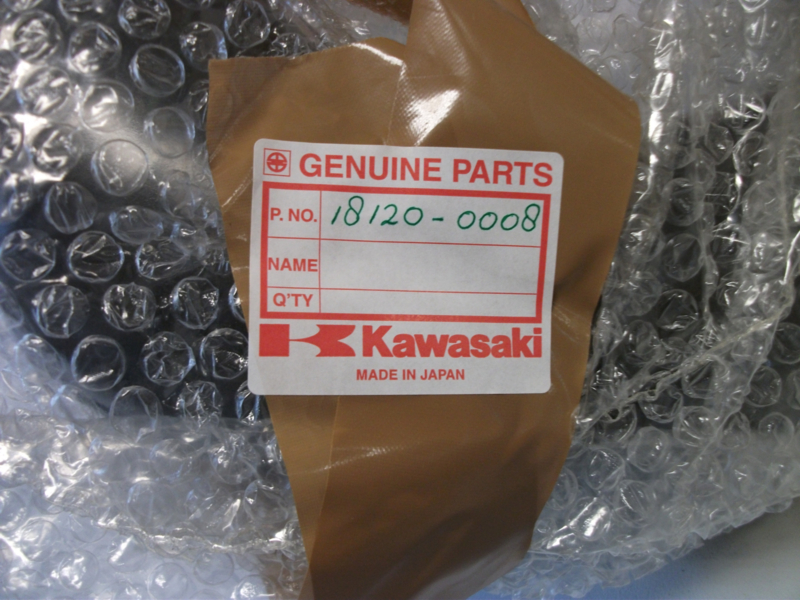 GENUINE PARTS
P. NO. 18120-0008
NAME
Q'TY
Kawasaki
MADE IN JAPAN